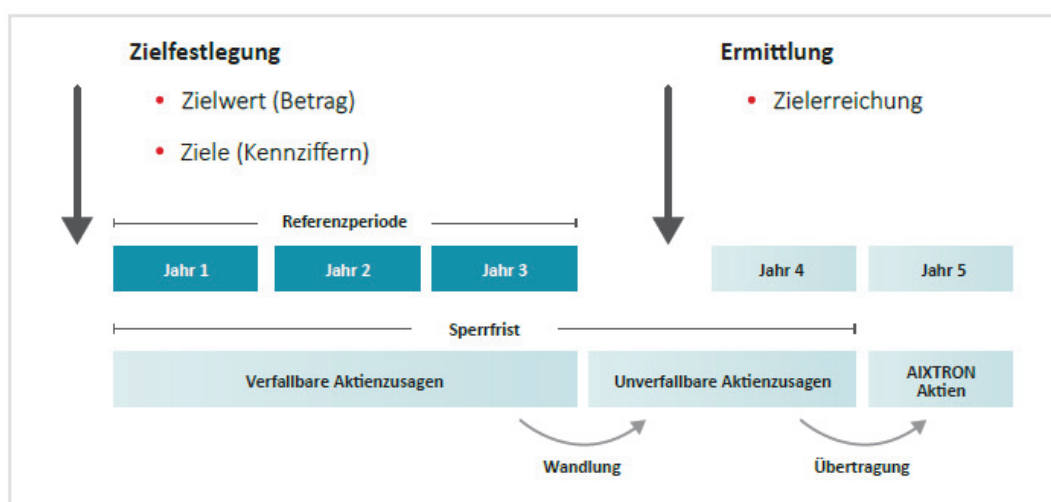 Zielfestlegung
• Zielwert (Betrag)
• Ziele (Kennziffern)
Ermittlung
• Zielerreichung
Referenzperiode
Jahr 1
Jahr 2
Jahr 3
Jahr 4
Jahr 5
Sperrfrist
Verfallbare Aktienzusagen
Unverfallbare Aktienzusagen
AIXTRON
Aktien
Wandlung
Übertragung